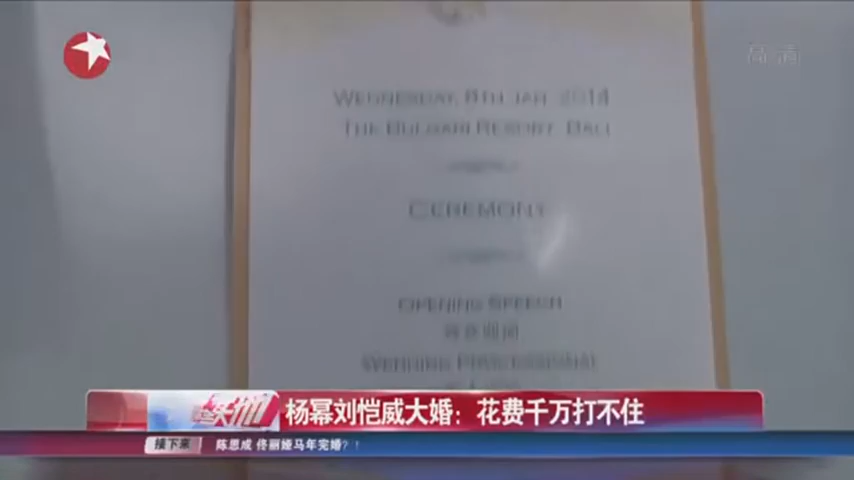 高清
WEDNESDAY, 8TH JAN, 2014
THE BULGARI RESORT, BALI
CEREMONY
OPENING SPEECH
WEDDING PROCESSIONAL
杨幂刘恺威大婚:花费千万打不住
接下来
陈思成 佟丽娅马年完婚?!